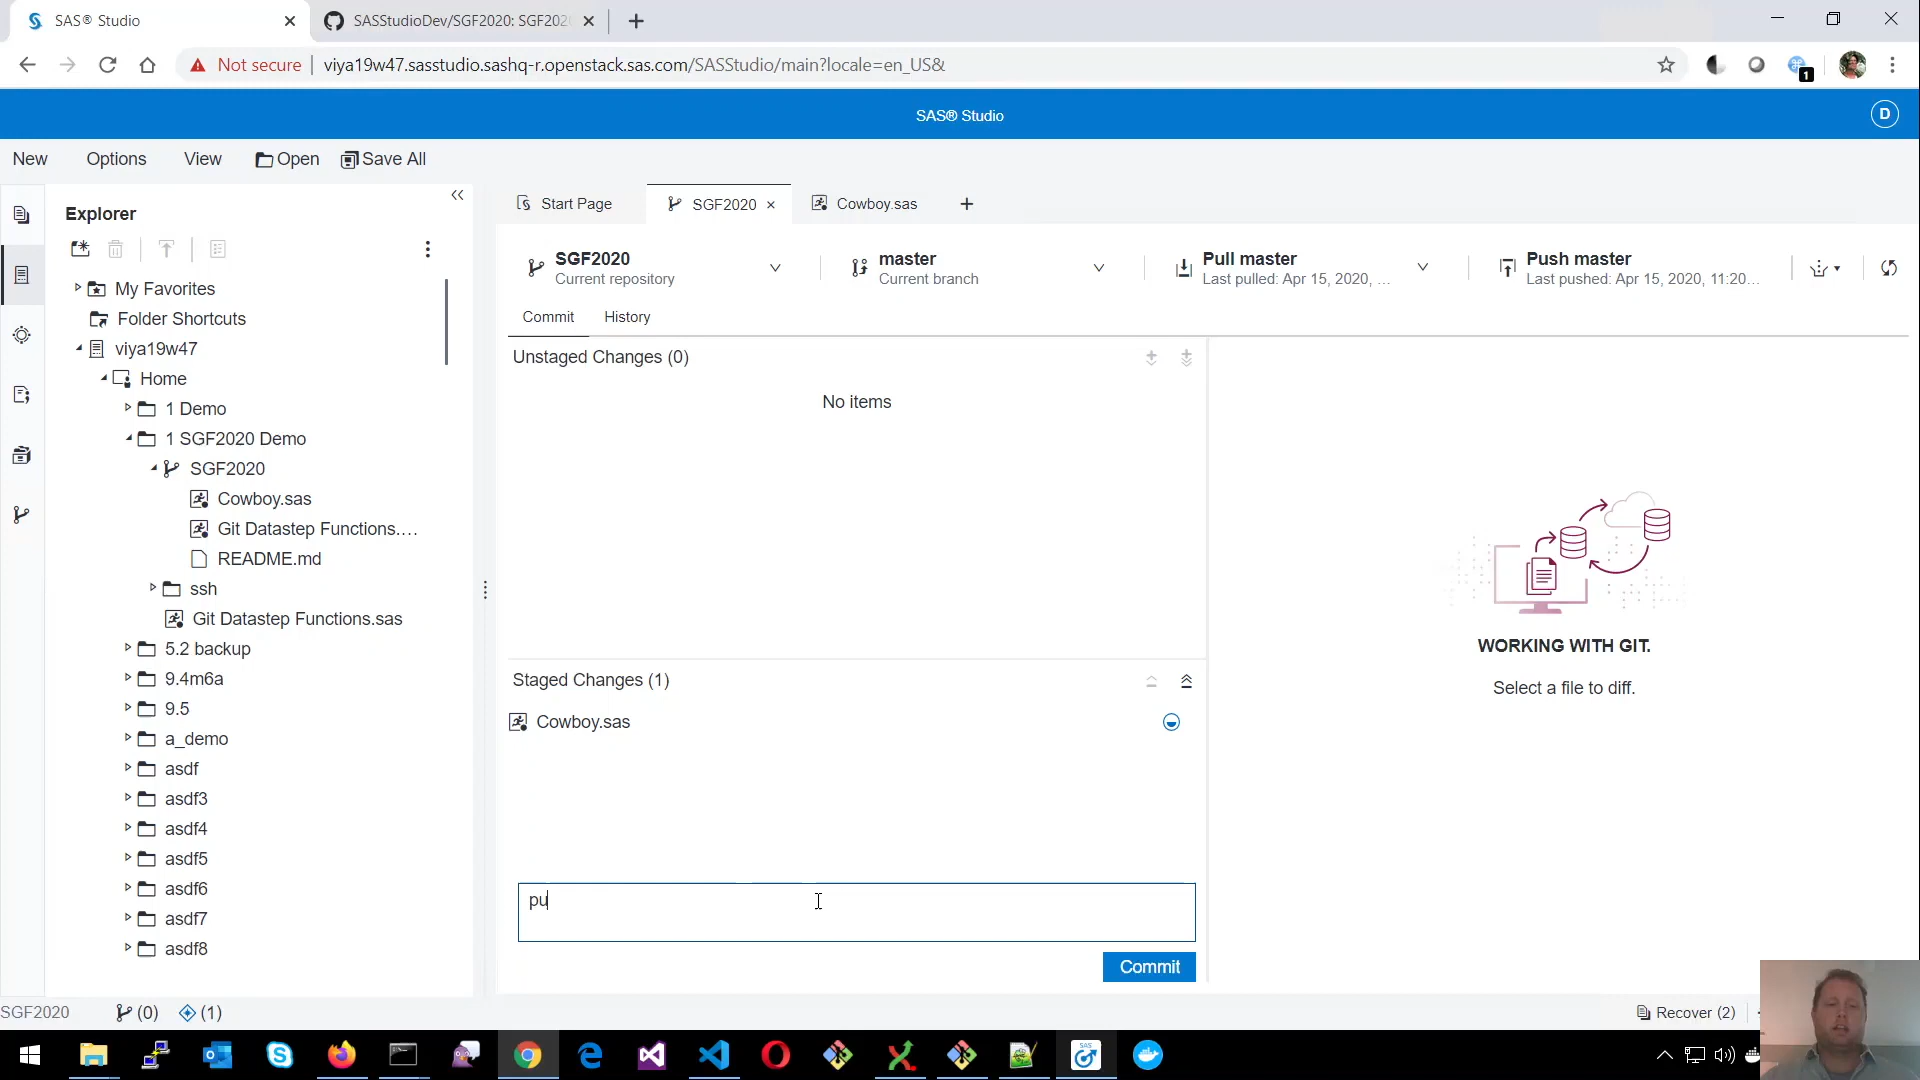 SAS® Studio
SASStudioDev/SGF2020: SGF202
Not secure
viya19w47.sasstudio.sashq-r.openstack.sas.com/SASStudio/main?locale=en_US&
1
SAS® Studio
D
New
Options
View
Open
Save All
Explorer
My Favorites
Folder Shortcuts
viya19w47
Home
1 Demo
1 SGF2020 Demo
SGF2020
Cowboy.sas
Git Datastep Functions....
README.md
ssh
Git Datastep Functions.sas
5.2 backup
9.4m6a
9.5
a_demo
asdf
asdf3
asdf4
asdf5
asdf6
asdf7
asdf8
Start Page
SGF2020
Cowboy.sas
SGF2020
Current repository
master
Current branch
Pull master
Last pulled: Apr 15, 2020, ...
Push master
Last pushed: Apr 15, 2020, 11:20...
Commit
History
Unstaged Changes (0)
No items
Staged Changes (1)
Cowboy.sas
pu
Commit
WORKING WITH GIT.
Select a file to diff.
SGF2020
(0)
(1)
Recover (2)